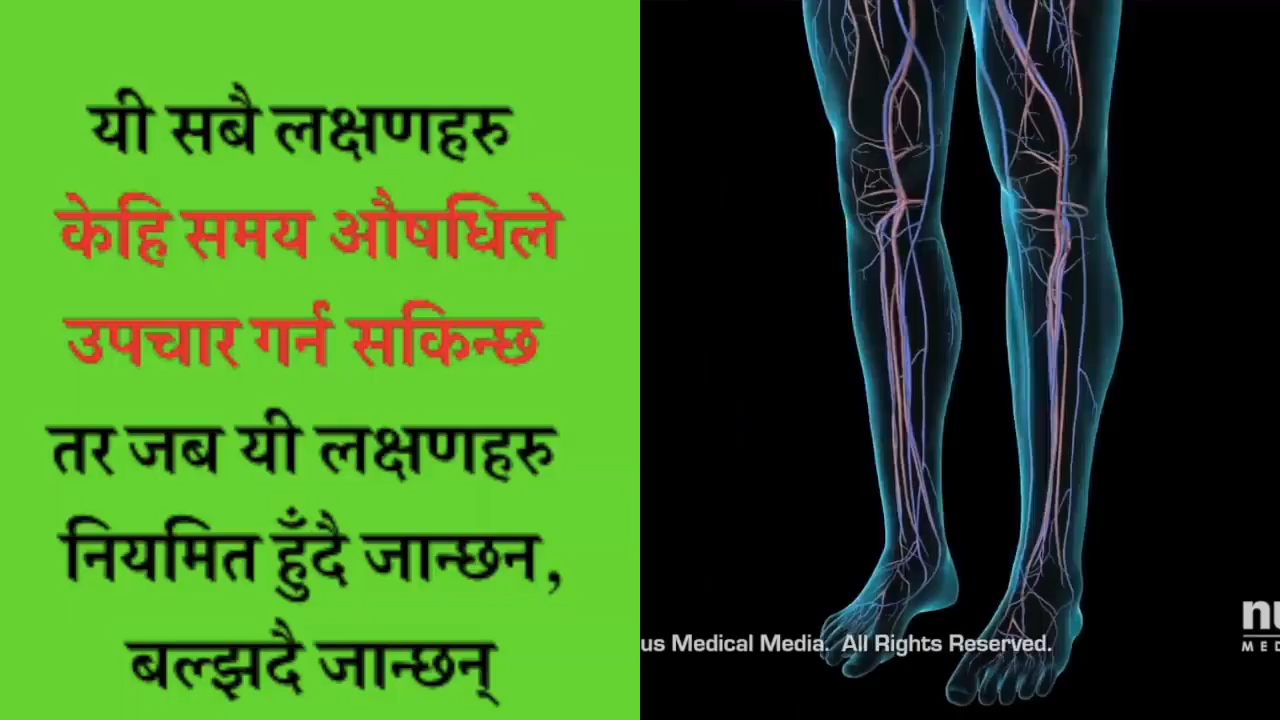 यी सबै लक्षणहरु
केहि समय औषधिले
उपचार गर्न सकिन्छ
तर जब यी लक्षणहरु
नियमित हुँदै जान्छन,
बल्झदै जान्छन्
us Medical Media. All Rights Reserved.